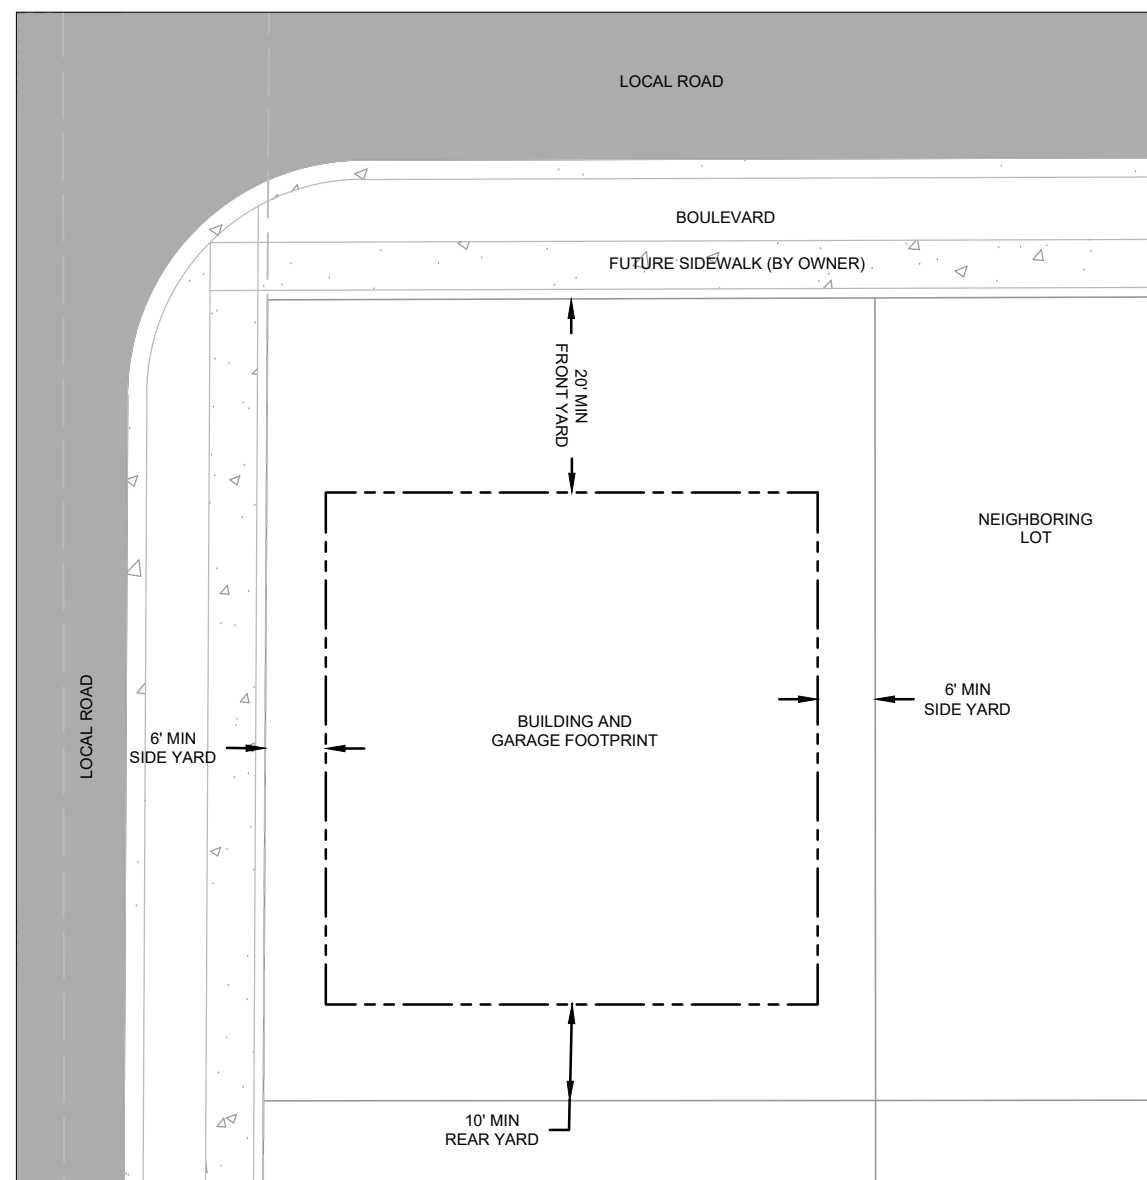 LOCAL ROAD
BOULEVARD
FUTURE SIDEWALK (BY OWNER)
20' MIN
FRONT YARD
NEIGHBORING
LOT
LOCAL ROAD
6' MIN
SIDE YARD
BUILDING AND
GARAGE FOOTPRINT
6' MIN
SIDE YARD
10' MIN
REAR YARD